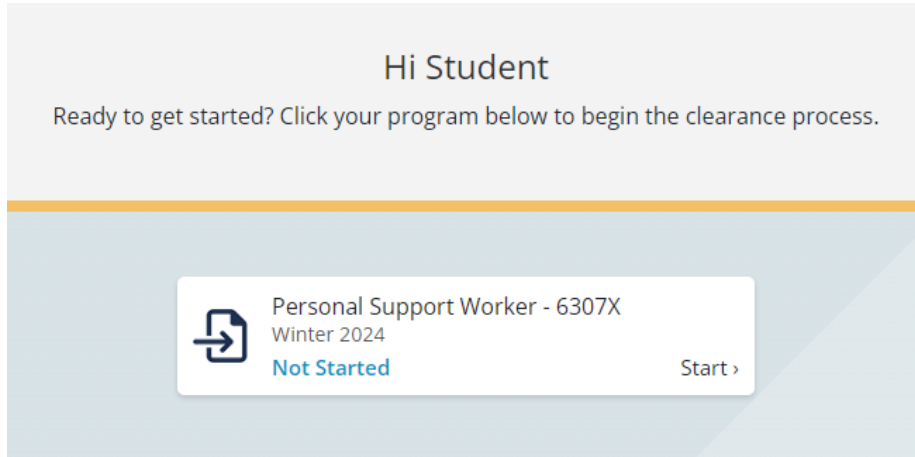 Hi Student
Ready to get started? Click your program below to begin the clearance process.
Personal Support Worker - 6307X
Winter 2024
Not Started
Start ›